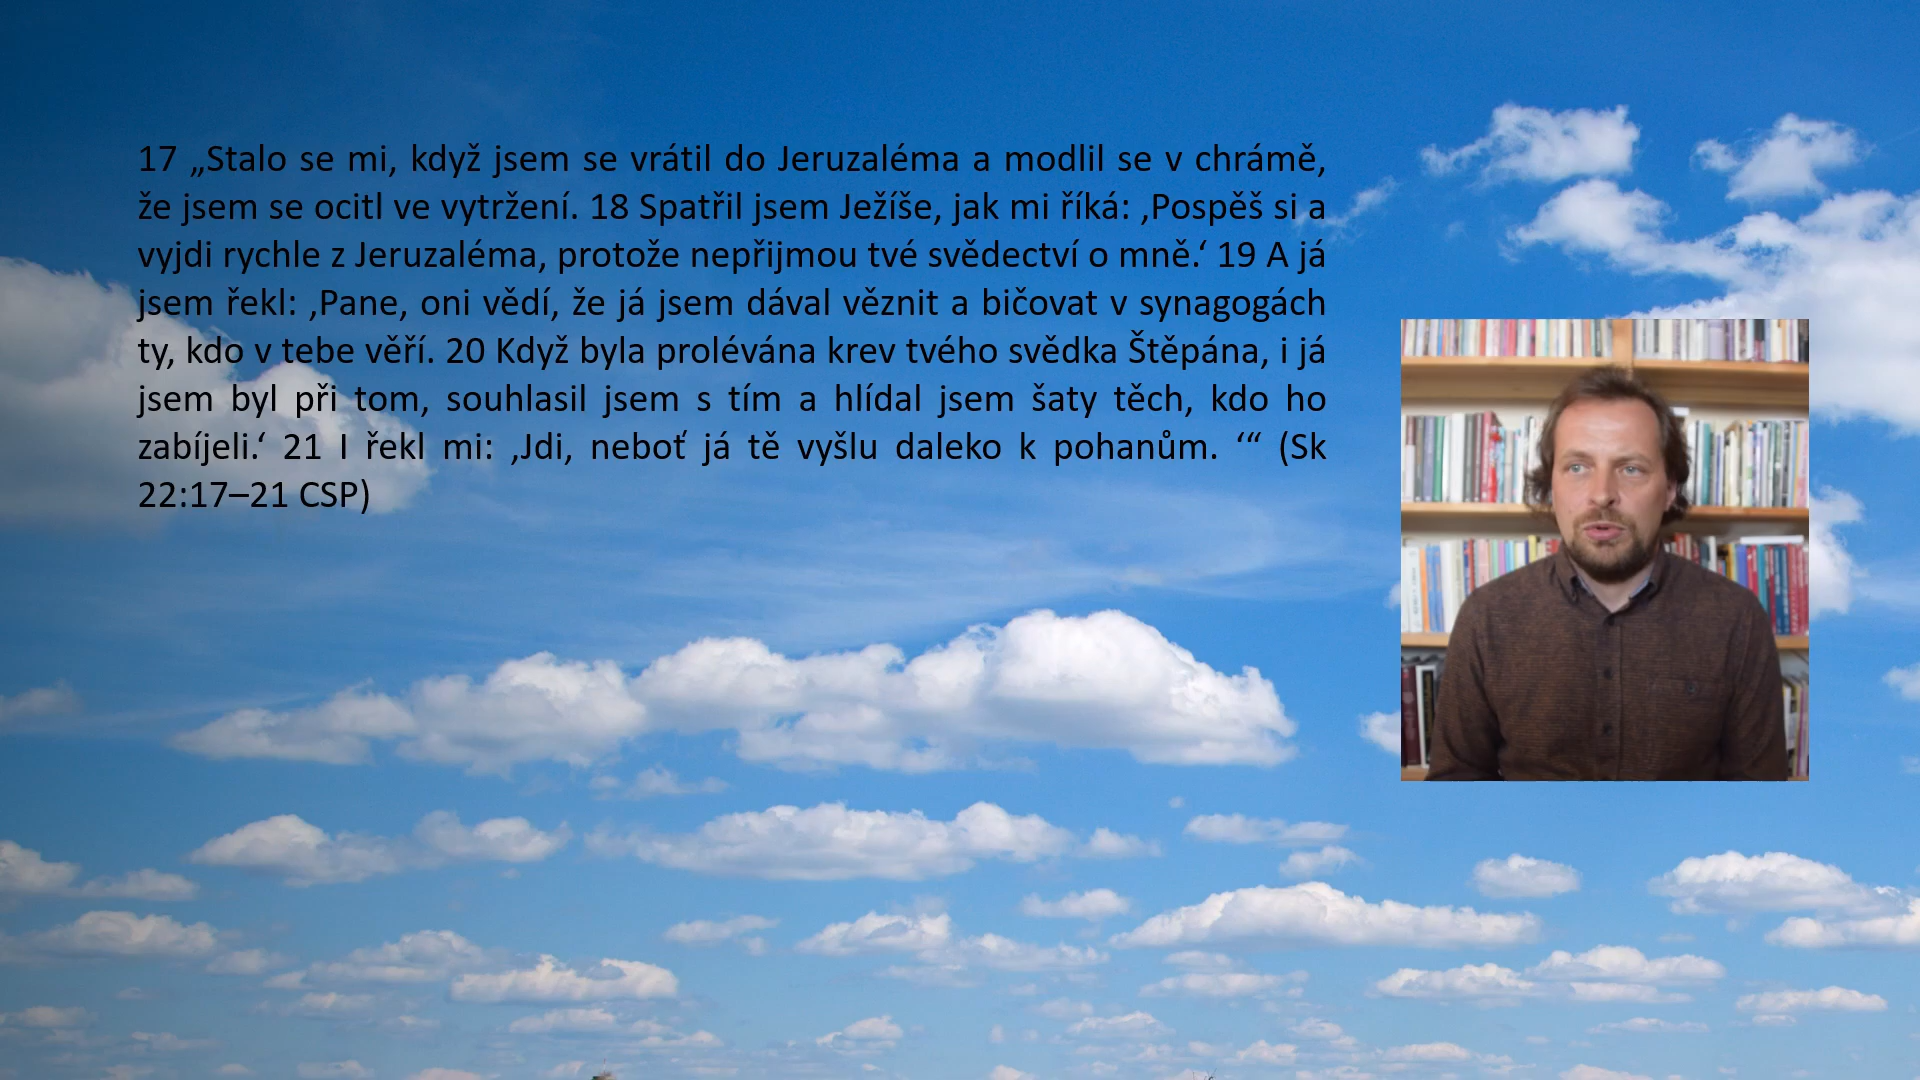 17 „Stalo se mi, když jsem se vrátil do Jeruzaléma a modlil se v chrámě,
že jsem se ocitl ve vytržení. 18 Spatřil jsem Ježíše, jak mi říká: ‚Pospěš si a
vyjdi rychle z Jeruzaléma, protože nepřijmou tvé svědectví o mně.‘ 19 A já
jsem řekl: ‚Pane, oni vědí, že já jsem dával věznit a bičovat v synagogách
ty, kdo v tebe věří. 20 Když byla prolévána krev tvého svědka Štěpána, i já
jsem byl při tom, souhlasil jsem s tím a hlídal jsem šaty těch, kdo ho
zabíjeli.‘ 21 I řekl mi: ‚Jdi, neboť já tě vyšlu daleko k pohanům. ‘“ (Sk
22:17–21 CSP)